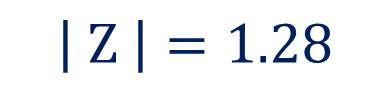 | Z | = 1.28